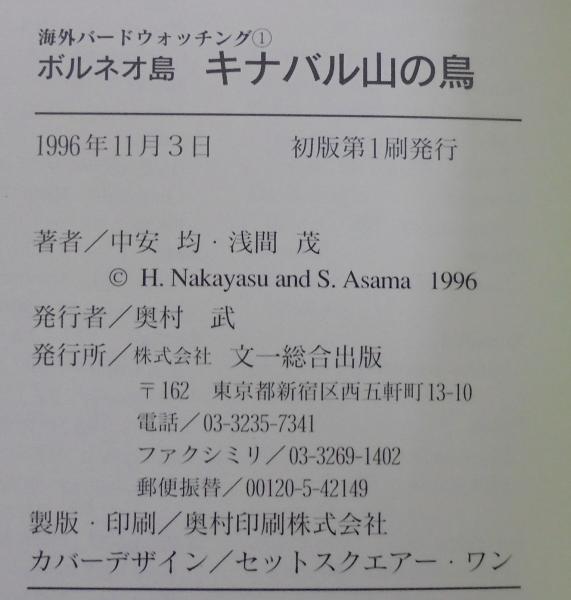 海外バードウォッチング①
ボルネオ島 キナバル山の鳥
1996年11月3日 初版第1刷発行
著者/中安 均・浅間 茂
© H. Nakayasu and S. Asama 1996
発行者/奥村 武
発行所/株式会社 文一総合出版
〒162 東京都新宿区西五軒町13-10
電話/03-3235-7341
ファクシミリ/03-3269-1402
郵便振替/00120-5-42149
製版・印刷/奥村印刷株式会社
カバーデザイン/セットスクエアー・ワン